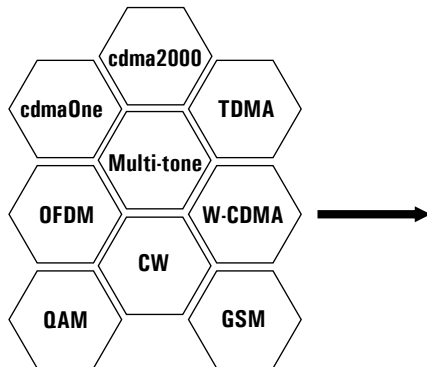 cdma2000
cdmaOne
TDMA
Multi-tone
OFDM
W-CDMA
CW
QAM
GSM